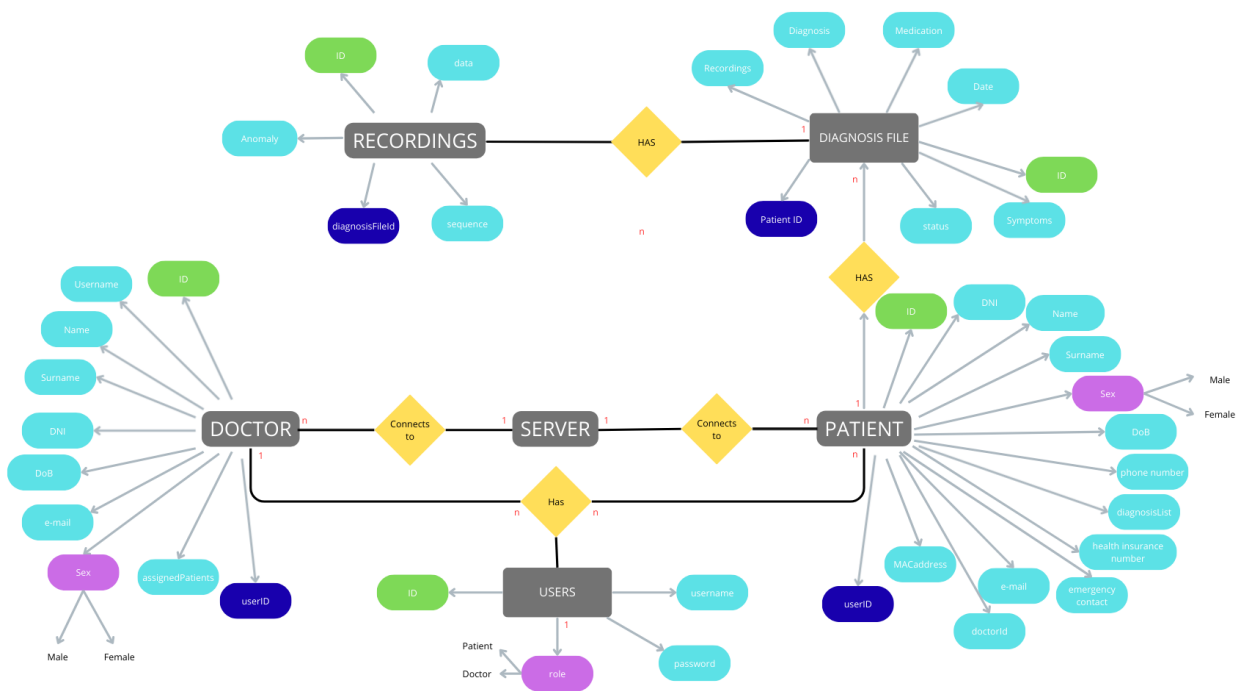 Diagnosis
Medication
ID
data
Recordings
Date
Anomaly
RECORDINGS
HAS
1
DIAGNOSIS FILE
ID
diagnosisFileId
sequence
Patient ID
n
status
Symptoms
n
Username
ID
HAS
ID
DNI
Name
Name
Surname
Surname
Sex
Male
Female
1
DNI
DOCTOR
n
Connects
to
1
SERVER
1
Connects
to
n
PATIENT
DoB
1
n
DoB
phone number
e-mail
n
Has
n
diagnosisList
Sex
assignedPatients
userID
health insurance
number
MACaddress
e-mail
emergency
contact
ID
USERS
username
userID
doctorId
1
Male
Female
Patient
Doctor
role
password